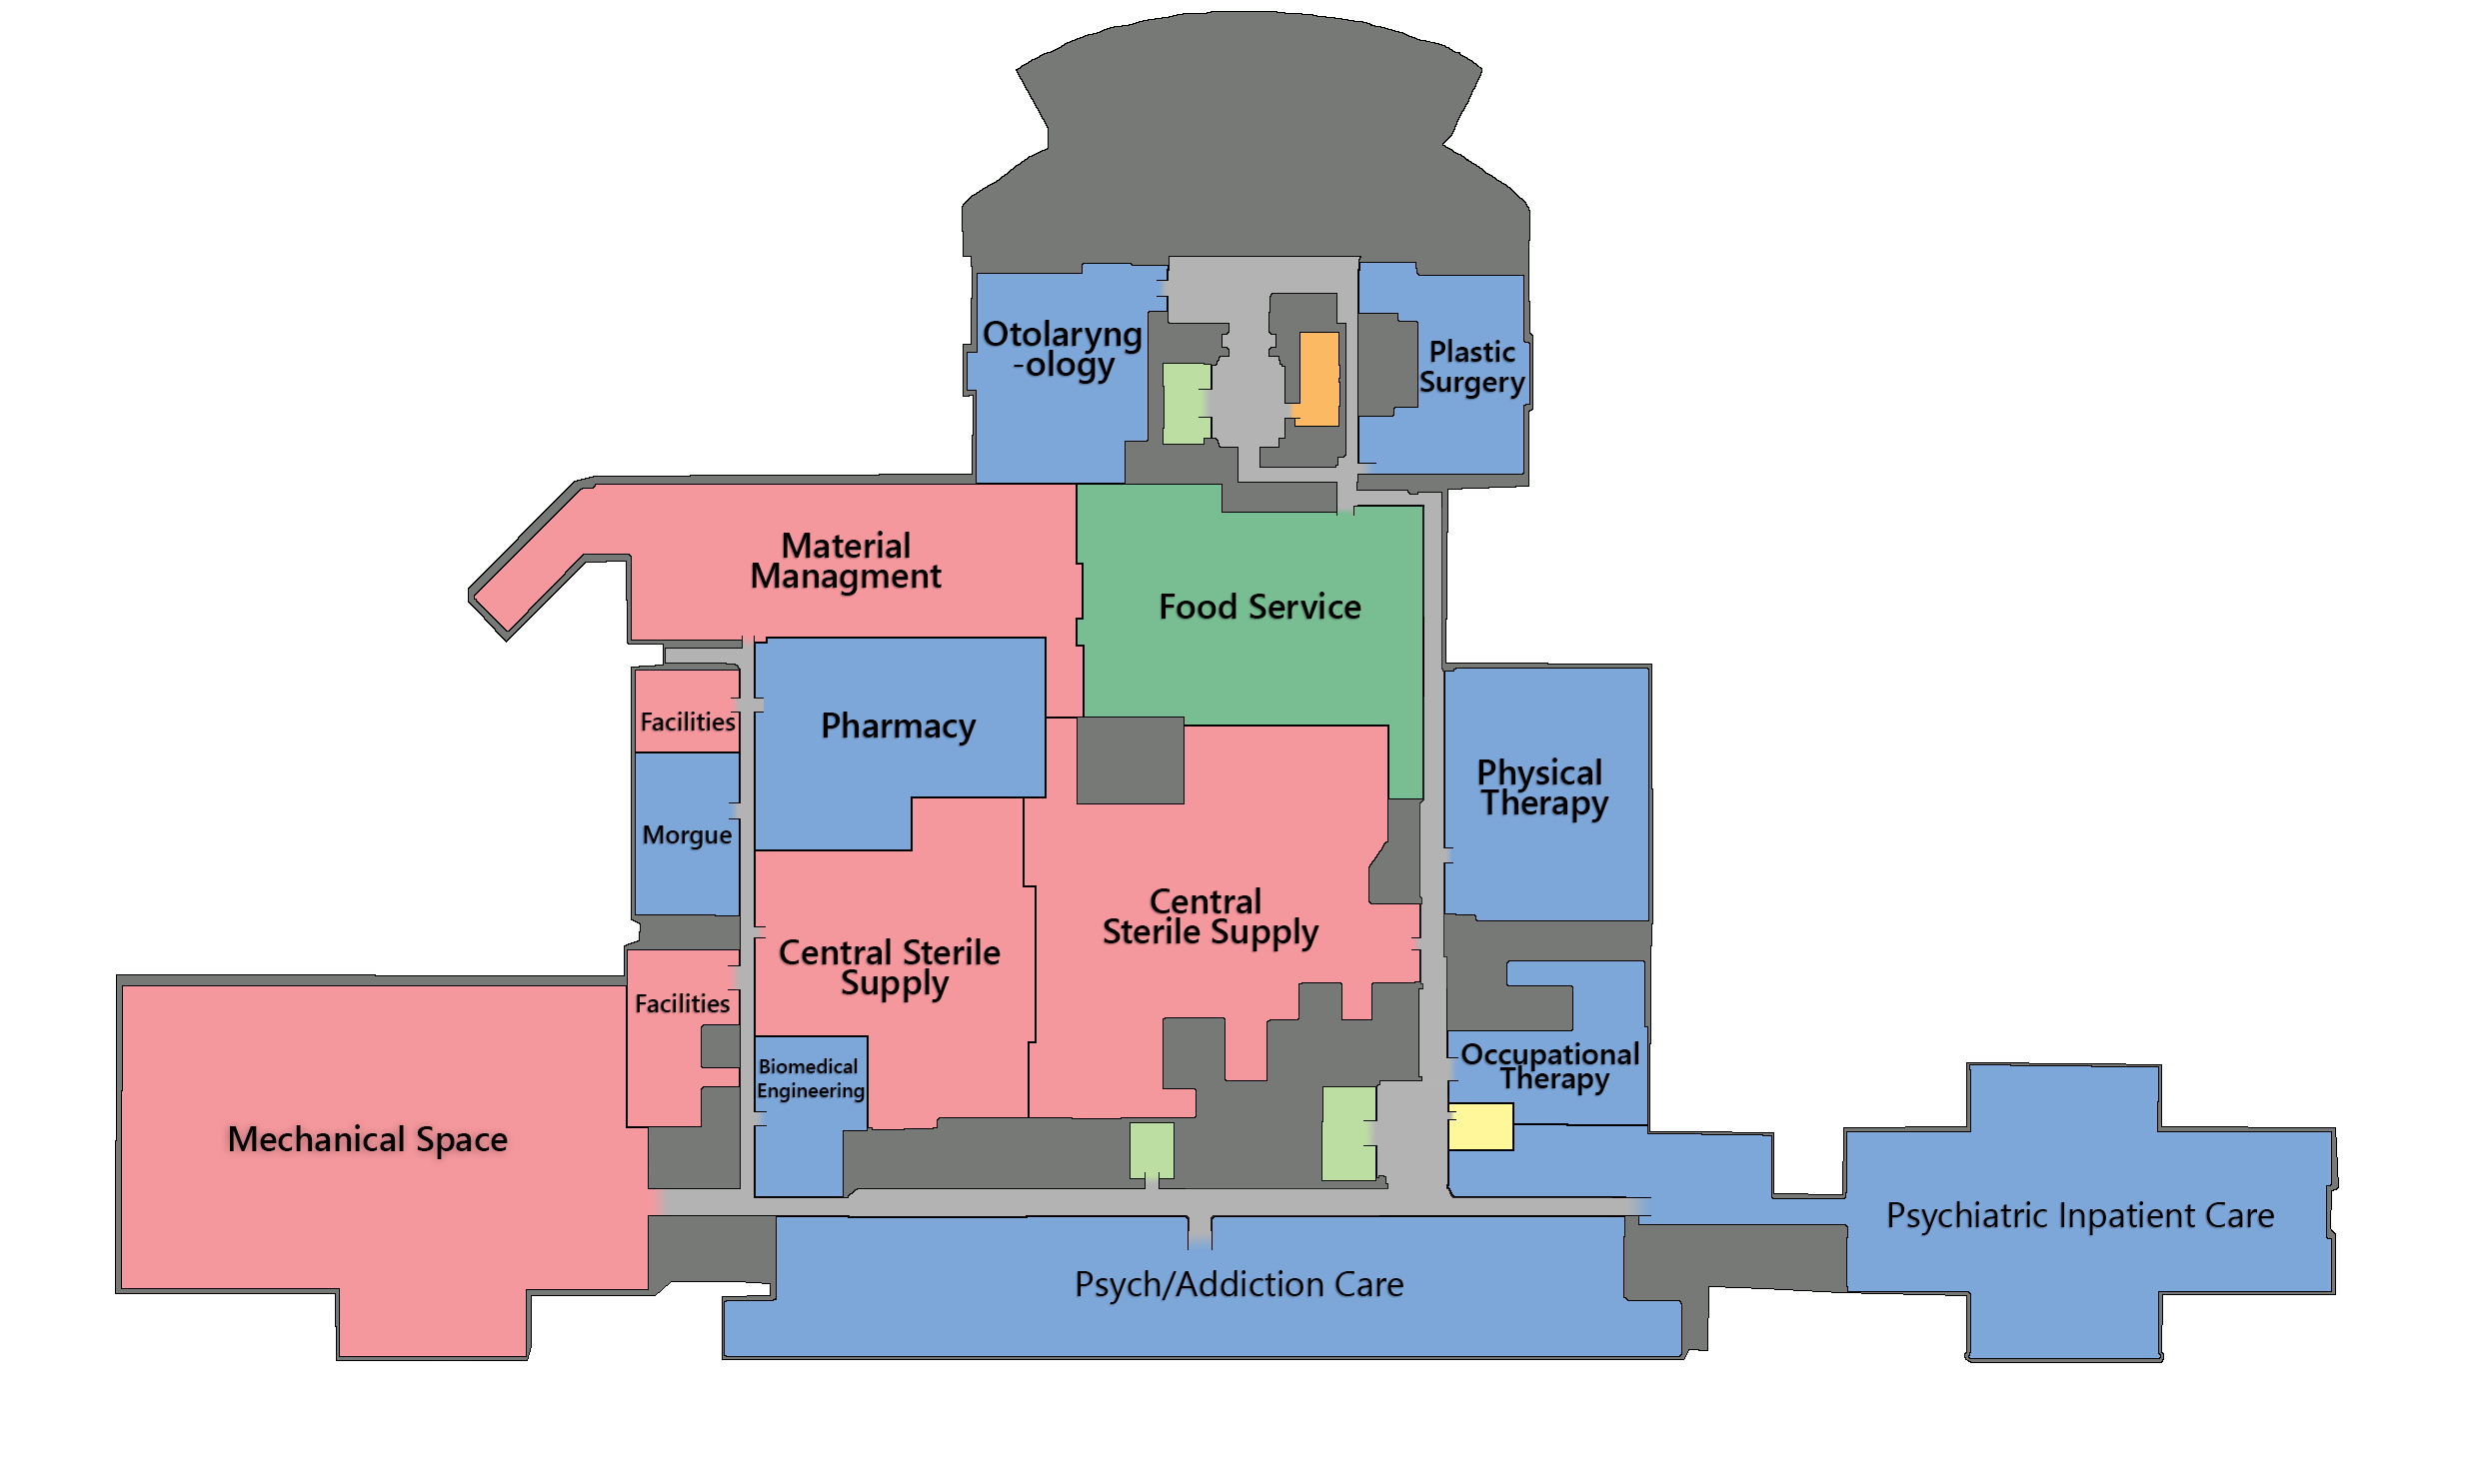 Otolaryng
-ology
Plastic
Surgery
Material
Managment
Food Service
Facilities
Pharmacy
Physical
Therapy
Morgue
Central
Sterile Supply
Central Sterile
Supply
Facilities
Occupational
Therapy
Biomedical
Engineering
Mechanical Space
Psychiatric Inpatient Care
Psych/Addiction Care